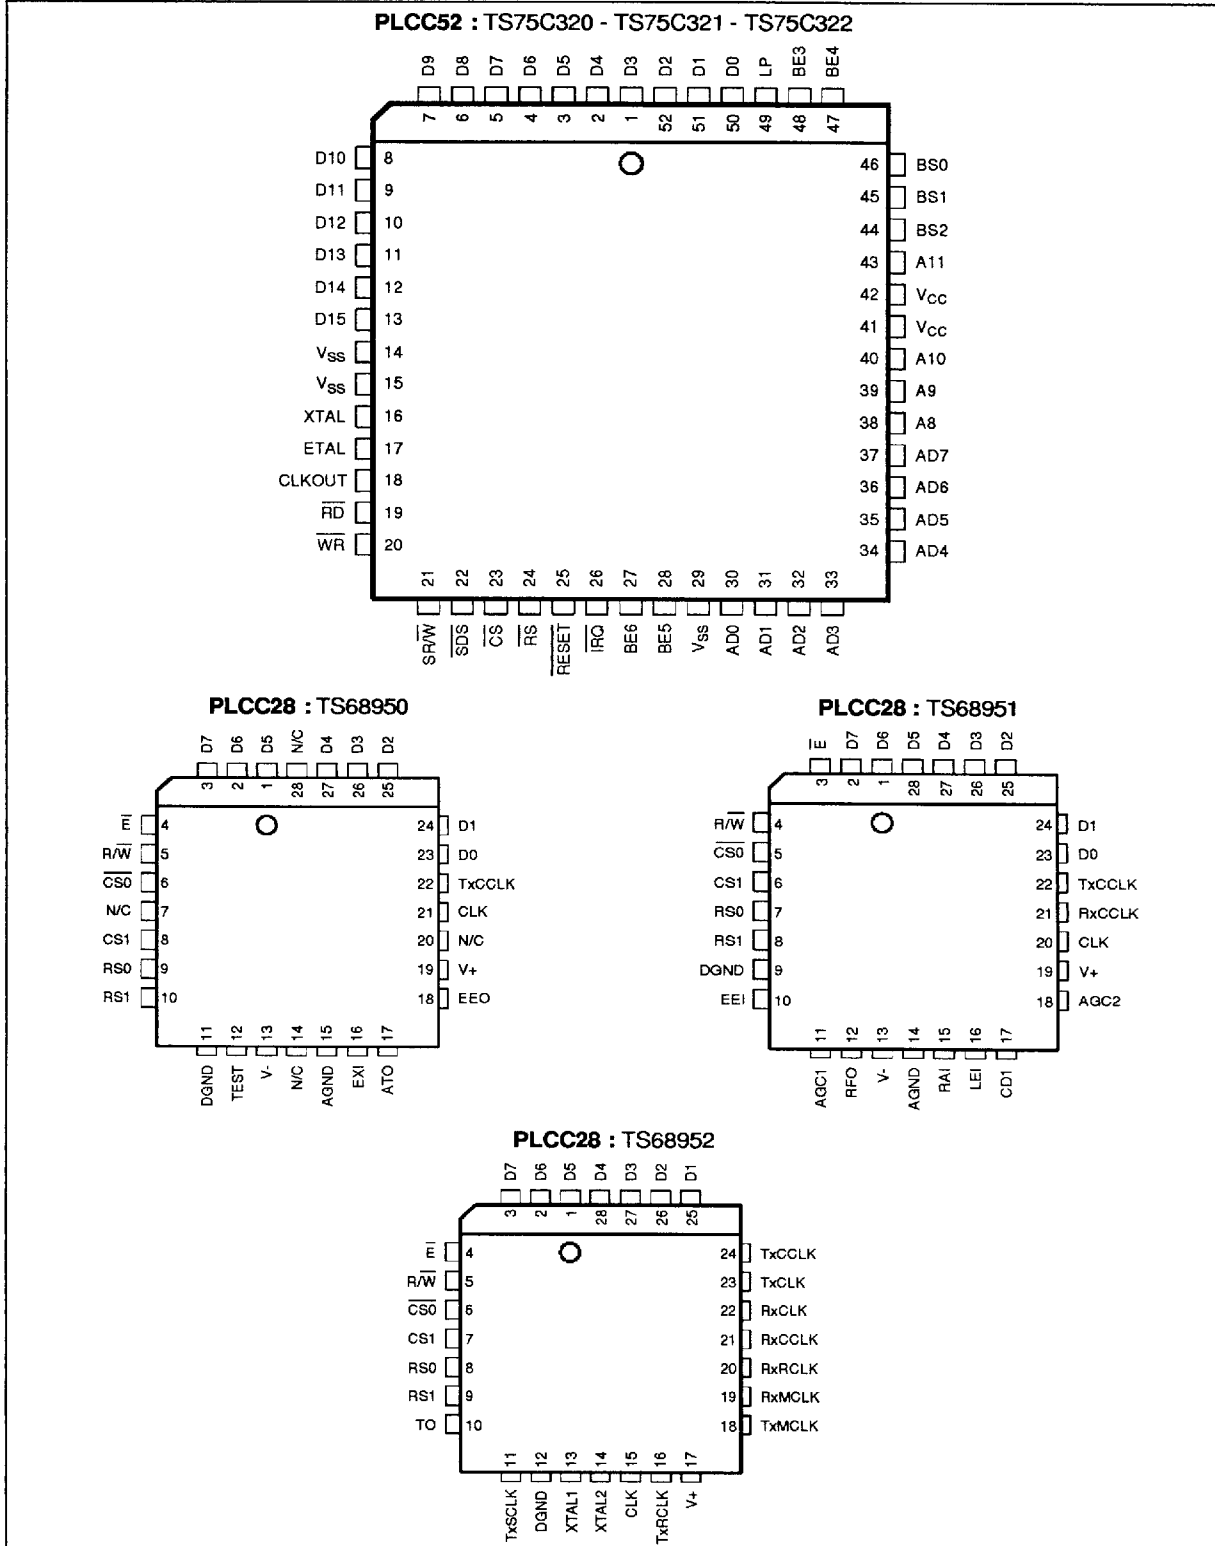 PLCC52 : TS75C320 - TS75C321 - TS75C322
D9 D8 D7 D6 D5 D4 D3 D2 D1 D0 LP BE3 BE4
7 6 5 4 3 2 1 52 51 50 49 48 47
D10 8 46 BS0
D11 9 45 BS1
D12 10 44 BS2
D13 11 43 A11
D14 12 42 VCC
D15 13 41 VCC
VSS 14 40 A10
VSS 15 39 A9
XTAL 16 38 A8
ETAL 17 37 AD7
CLKOUT 18 36 AD6
R̅D̅ 19 35 AD5
W̅R̅ 20 34 AD4
21 22 23 24 25 26 27 28 29 30 31 32 33
SR/W̅ S̅D̅S̅ C̅S̅ R̅S̅ R̅E̅S̅E̅T̅ I̅R̅Q̅ BE6 BE5 VSS AD0 AD1 AD2 AD3
PLCC28 : TS68950
D7 D6 D5 N/C D4 D3 D2
3 2 1 28 27 26 25
E̅ 4 24 D1
R/W̅ 5 23 D0
C̅S̅0̅ 6 22 TxCCLK
N/C 7 21 CLK
CS1 8 20 N/C
RS0 9 19 V+
RS1 10 18 EEO
11 12 13 14 15 16 17
DGND TEST V- N/C AGND EXI ATO
PLCC28 : TS68951
E̅ D7 D6 D5 D4 D3 D2
3 2 1 28 27 26 25
R/W̅ 4 24 D1
C̅S̅0̅ 5 23 D0
CS1 6 22 TxCCLK
RS0 7 21 RxCCLK
RS1 8 20 CLK
DGND 9 19 V+
EEI 10 18 AGC2
11 12 13 14 15 16 17
AGC1 RFO V- AGND RAI LEI CD1
PLCC28 : TS68952
D7 D6 D5 D4 D3 D2 D1
3 2 1 28 27 26 25
E̅ 4 24 TxCCLK
R/W̅ 5 23 TxCLK
C̅S̅0̅ 6 22 RxCLK
CS1 7 21 RxCCLK
RS0 8 20 RxRCLK
RS1 9 19 RxMCLK
TO 10 18 TxMCLK
11 12 13 14 15 16 17
TxSCLK DGND XTAL1 XTAL2 CLK TxRCLK V+